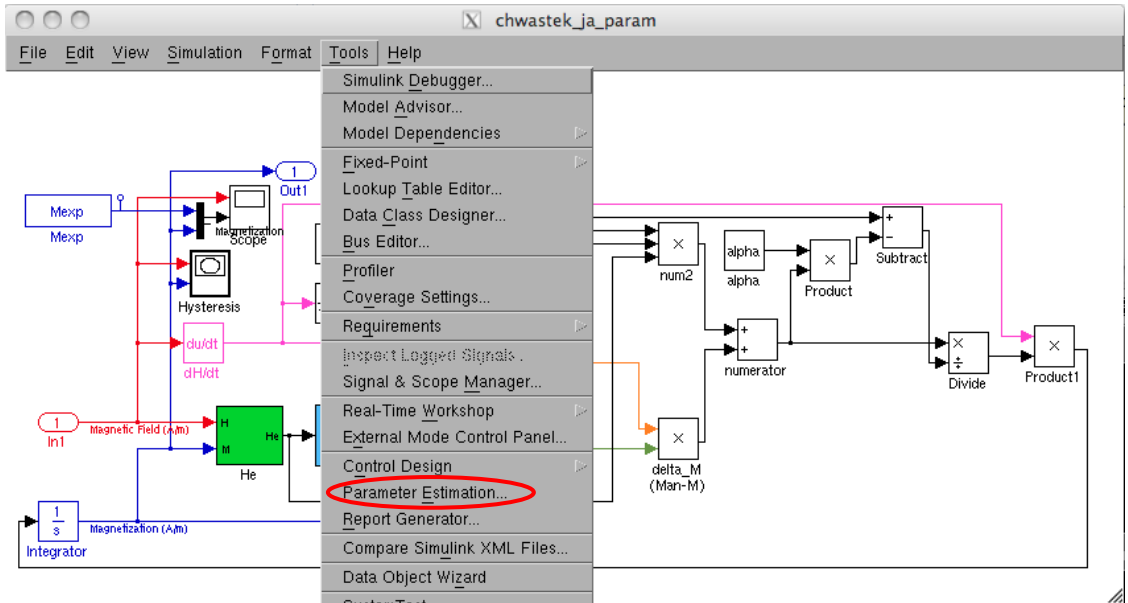 chwastek_ja_param
File Edit View Simulation Format Tools Help
Simulink Debugger...
Model Advisor...
Model Dependencies
Fixed-Point
Lookup Table Editor...
Data Class Designer...
Bus Editor...
Profiler
Coverage Settings...
Requirements
Inspect Logged Signals .
Signal & Scope Manager...
Real-Time Workshop
External Mode Control Panel...
Control Design
Parameter Estimation...
Report Generator...
Compare Simulink XML Files...
Data Object Wizard
1
Out1
Mexp
Mexp
Magnetization
Scope
Hysteresis
du/dt
dH/dt
1
In1
Magnetic Field (A/m)
H
M
He
He
1
s
Integrator
Magnetization (A/m)
×
num2
alpha
alpha
×
Product
+
−
Subtract
+
+
numerator
×
÷
Divide
×
Product1
×
delta_M
(Man-M)